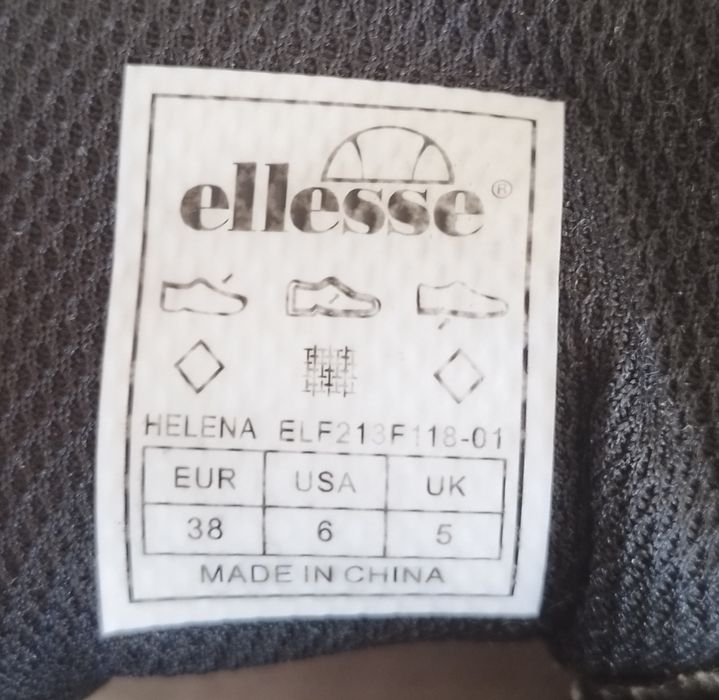 ellesse®
HELENA ELF213F118-01
EUR USA UK
38 6 5
MADE IN CHINA